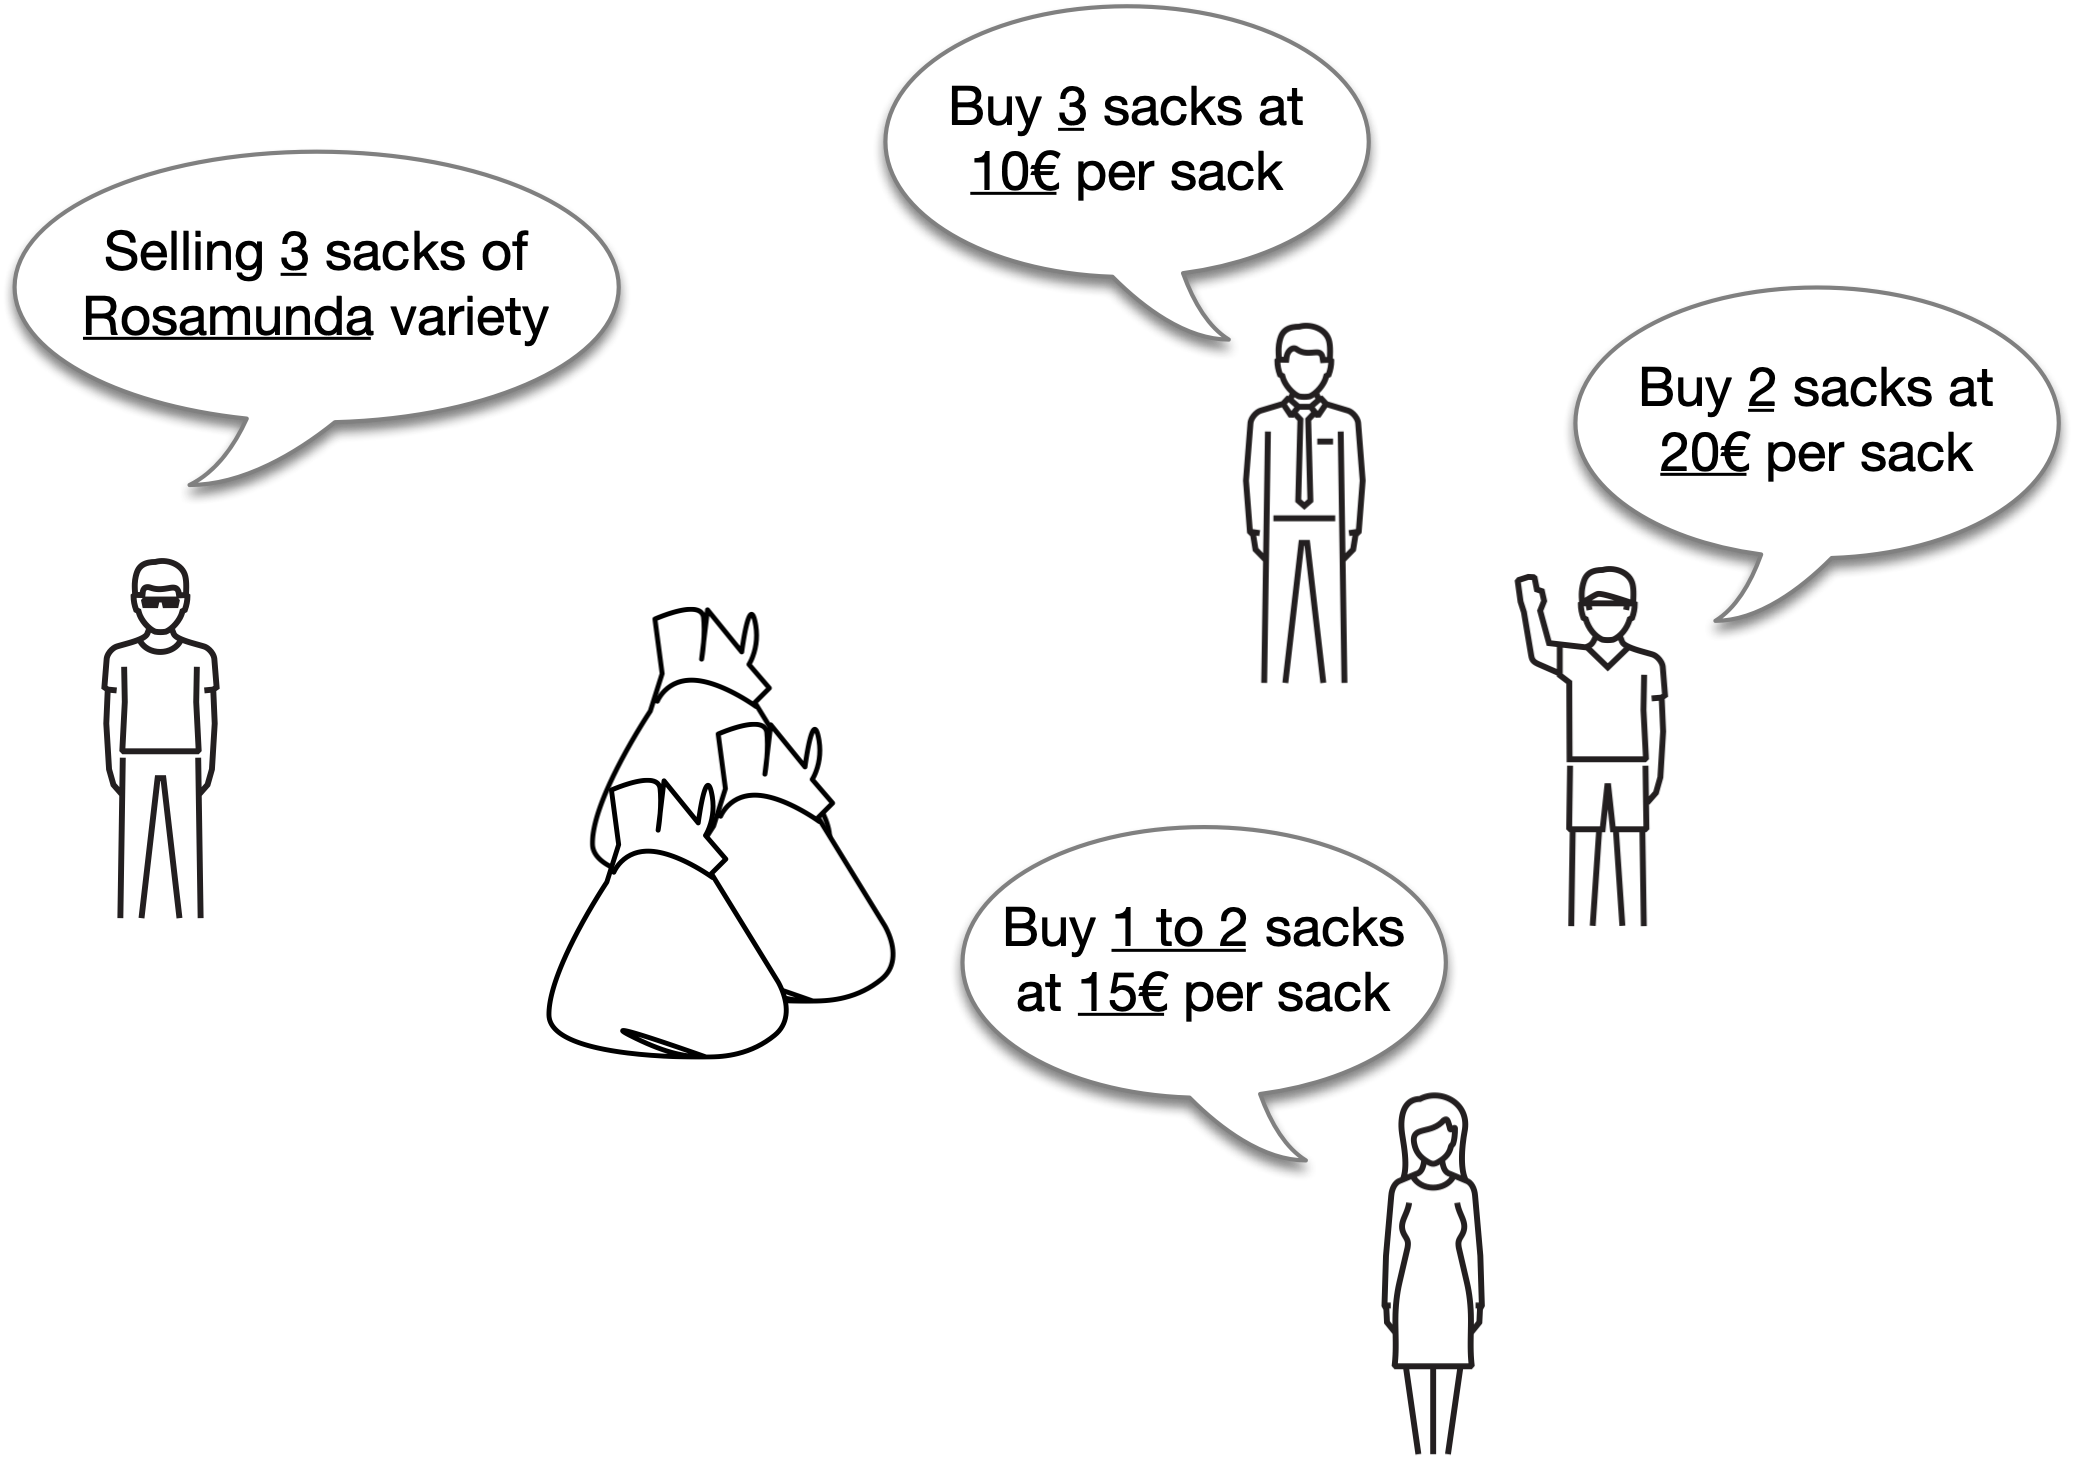 Selling 3 sacks of
Rosamunda variety
Buy 3 sacks at
10€ per sack
Buy 2 sacks at
20€ per sack
Buy 1 to 2 sacks
at 15€ per sack